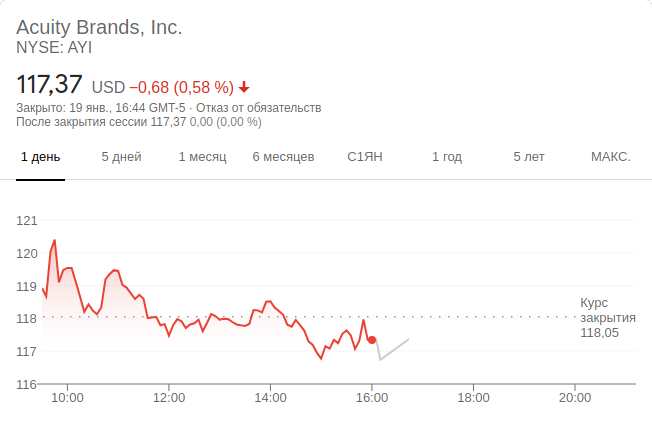 Acuity Brands, Inc.
NYSE: AYI
117,37 USD −0,68 (0,58 %)
Закрыто: 19 янв., 16:44 GMT-5 · Отказ от обязательств
После закрытия сессии 117,37 0,00 (0,00 %)
1 день 5 дней 1 месяц 6 месяцев С1ЯН 1 год 5 лет МАКС.
121
120
119
118
117
116
Курс
закрытия
118,05
10:00 12:00 14:00 16:00 18:00 20:00